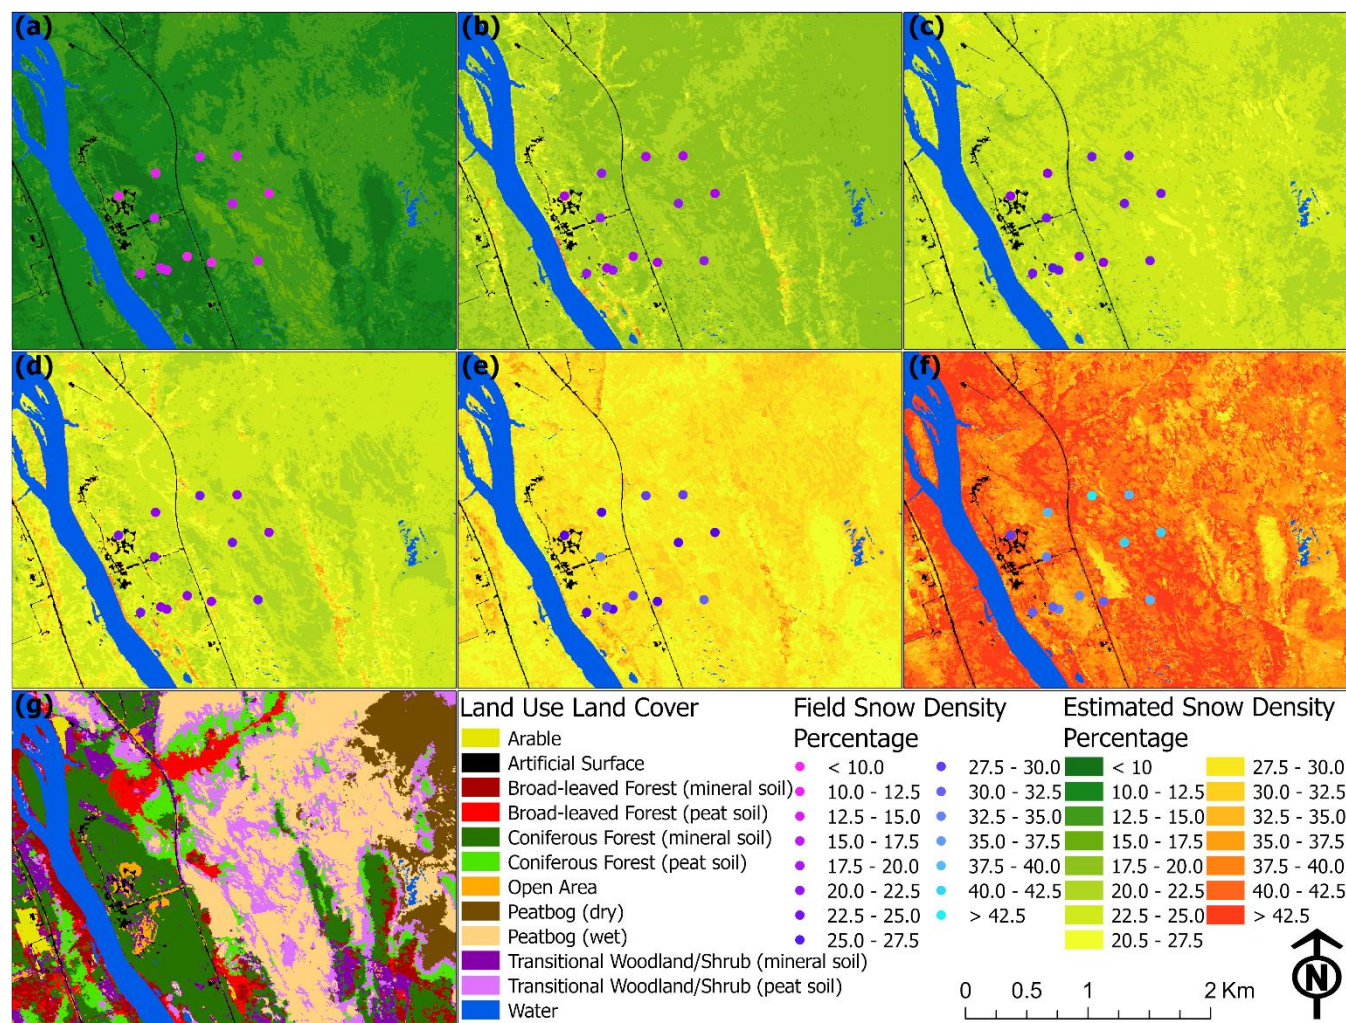 (a)
(b)
(c)
(d)
(e)
(f)
(g)
Land Use Land Cover
Arable
Artificial Surface
Broad-leaved Forest (mineral soil)
Broad-leaved Forest (peat soil)
Coniferous Forest (mineral soil)
Coniferous Forest (peat soil)
Open Area
Peatbog (dry)
Peatbog (wet)
Transitional Woodland/Shrub (mineral soil)
Transitional Woodland/Shrub (peat soil)
Water
Field Snow Density
Percentage
< 10.0
10.0 - 12.5
12.5 - 15.0
15.0 - 17.5
17.5 - 20.0
20.0 - 22.5
22.5 - 25.0
25.0 - 27.5
27.5 - 30.0
30.0 - 32.5
32.5 - 35.0
35.0 - 37.5
37.5 - 40.0
40.0 - 42.5
> 42.5
Estimated Snow Density
Percentage
< 10
10.0 - 12.5
12.5 - 15.0
15.0 - 17.5
17.5 - 20.0
20.0 - 22.5
22.5 - 25.0
20.5 - 27.5
27.5 - 30.0
30.0 - 32.5
32.5 - 35.0
35.0 - 37.5
37.5 - 40.0
40.0 - 42.5
> 42.5
0 0.5 1 2 Km
N